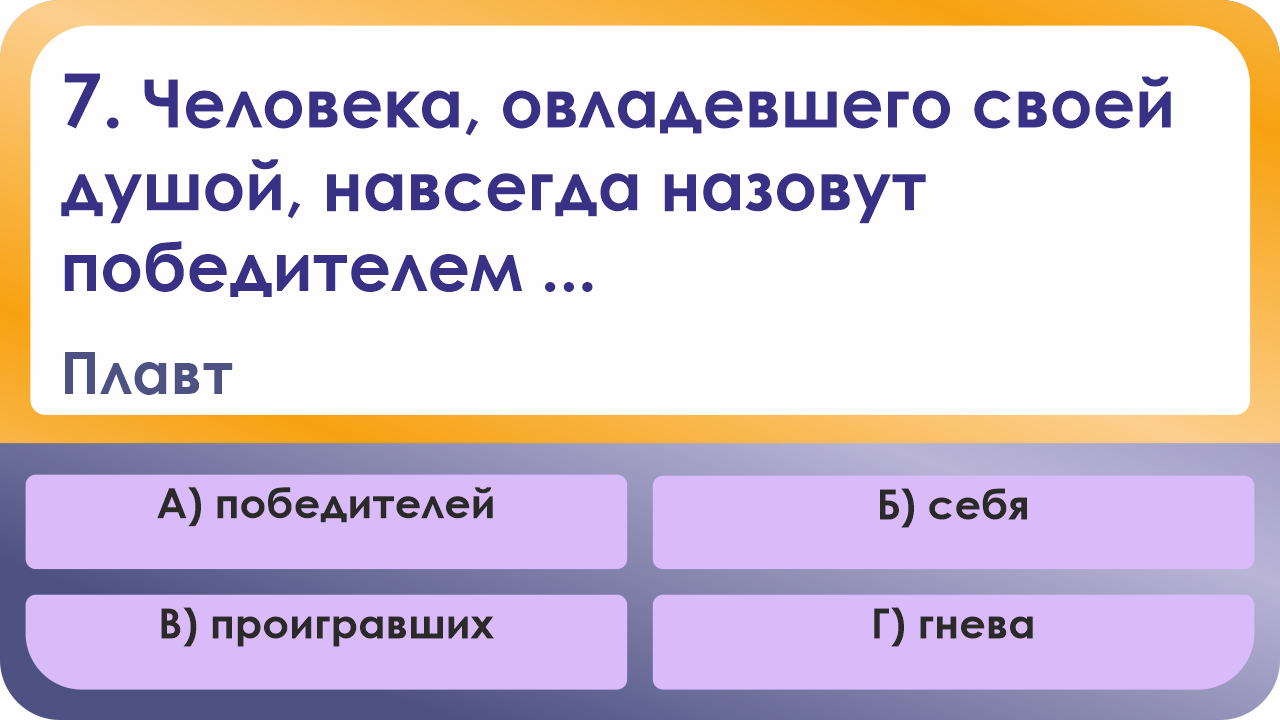 7. Человека, овладевшего своей
душой, навсегда назовут
победителем ...
Плавт
А) победителей
Б) себя
В) проигравших
Г) гнева